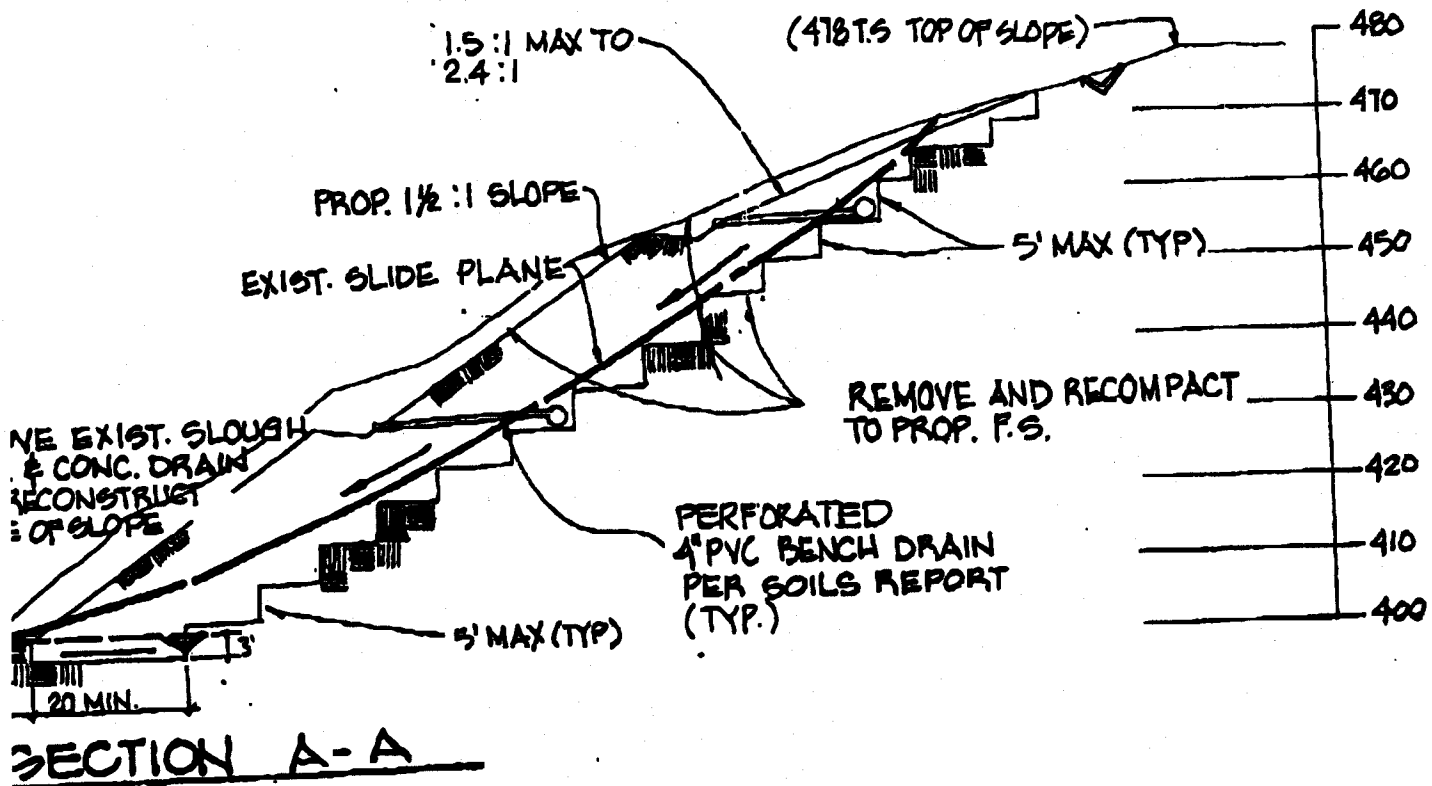 1.5 :1 MAX TO
2.4 :1
(478 T.S TOP OF SLOPE)
480
470
460
450
440
430
420
410
400
PROP. 1½ :1 SLOPE
EXIST. SLIDE PLANE
5' MAX (TYP)
REMOVE AND RECOMPACT
TO PROP. F.S.
EXIST. SLOUGH
& CONC. DRAIN
RECONSTRUCT
OF SLOPE
PERFORATED
4" PVC BENCH DRAIN
PER SOILS REPORT
(TYP.)
5' MAX (TYP)
3'
20 MIN.
SECTION A-A